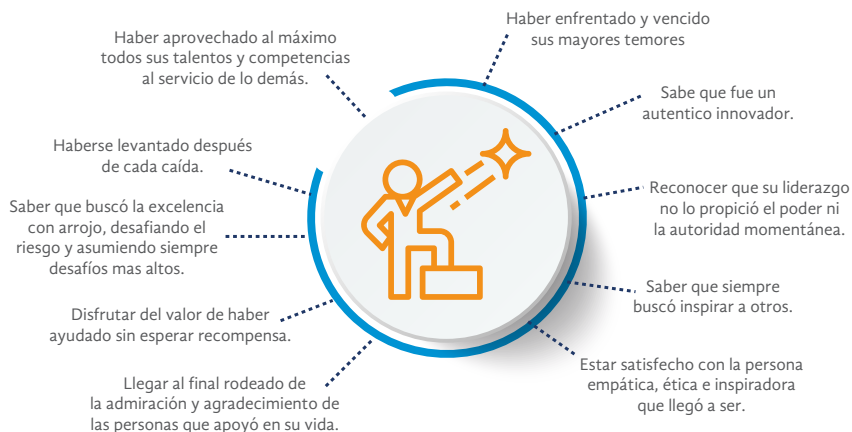 Haber aprovechado al máximo
todos sus talentos y competencias
al servicio de lo demás.
Haber enfrentado y vencido
sus mayores temores
Sabe que fue un
autentico innovador.
Haberse levantado después
de cada caída.
Reconocer que su liderazgo
no lo propició el poder ni
la autoridad momentánea.
Saber que buscó la excelencia
con arrojo, desafiando el
riesgo y asumiendo siempre
desafíos mas altos.
Saber que siempre
buscó inspirar a otros.
Disfrutar del valor de haber
ayudado sin esperar recompensa.
Estar satisfecho con la persona
empática, ética e inspiradora
que llegó a ser.
Llegar al final rodeado de
la admiración y agradecimiento de
las personas que apoyó en su vida.